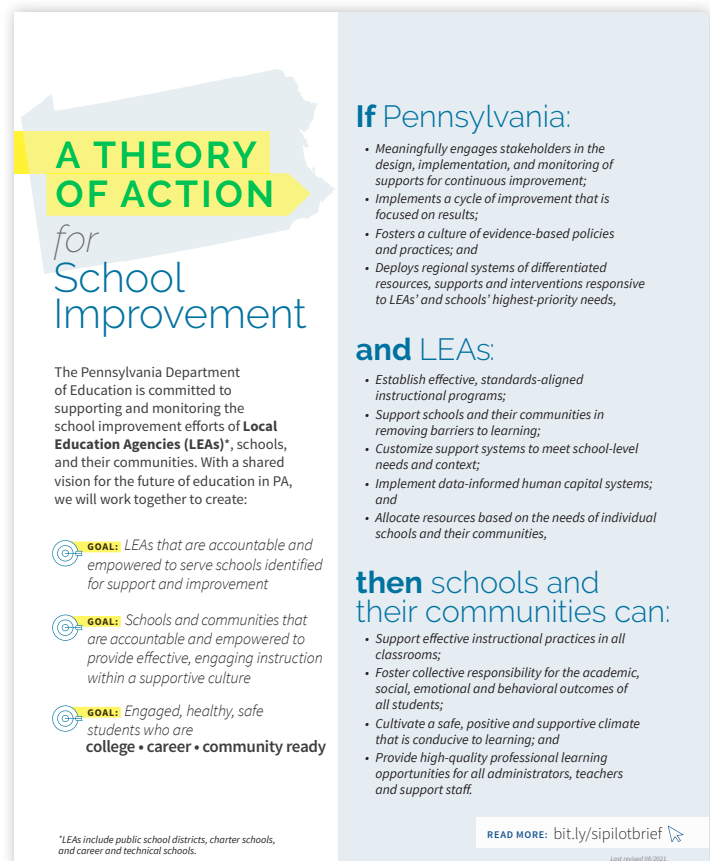 A THEORY
OF ACTION
for
School
Improvement
The Pennsylvania Department
of Education is committed to
supporting and monitoring the
school improvement efforts of Local
Education Agencies (LEAs)*, schools,
and their communities. With a shared
vision for the future of education in PA,
we will work together to create:
GOAL: LEAs that are accountable and
empowered to serve schools identified
for support and improvement
GOAL: Schools and communities that
are accountable and empowered to
provide effective, engaging instruction
within a supportive culture
GOAL: Engaged, healthy, safe
students who are
college • career • community ready
*LEAs include public school districts, charter schools,
and career and technical schools.
If Pennsylvania:
• Meaningfully engages stakeholders in the
design, implementation, and monitoring of
supports for continuous improvement;
• Implements a cycle of improvement that is
focused on results;
• Fosters a culture of evidence-based policies
and practices; and
• Deploys regional systems of differentiated
resources, supports and interventions responsive
to LEAs' and schools' highest-priority needs,
and LEAs:
• Establish effective, standards-aligned
instructional programs;
• Support schools and their communities in
removing barriers to learning;
• Customize support systems to meet school-level
needs and context;
• Implement data-informed human capital systems;
and
• Allocate resources based on the needs of individual
schools and their communities,
then schools and
their communities can:
• Support effective instructional practices in all
classrooms;
• Foster collective responsibility for the academic,
social, emotional and behavioral outcomes of
all students;
• Cultivate a safe, positive and supportive climate
that is conducive to learning; and
• Provide high-quality professional learning
opportunities for all administrators, teachers
and support staff.
READ MORE: bit.ly/sipilotbrief
Last revised 08/2021.